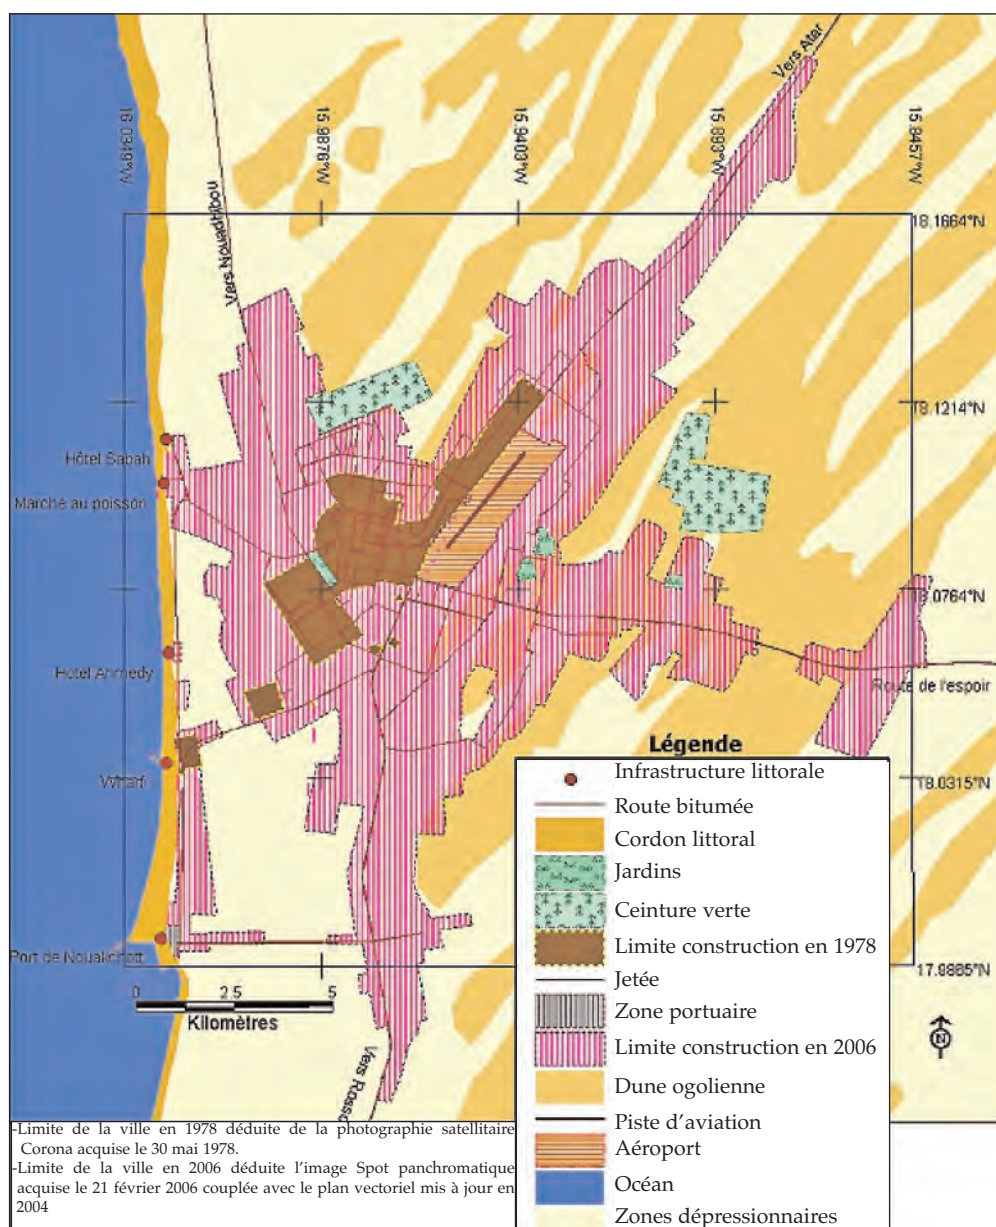 Vers Atar
16.0349°W
15.9876°W
15.9403°W
15.893°W
15.8457°W
Vers Nouadhibou
18.1664°N
18.1214°N
Hôtel Sabah
Marché au poisson
18.0764°N
Hotel Ahmedy
Route de l'espoir
Wharf
18.0315°N
Port de Nouakchott
17.9865°N
0 2.5 5
Kilomètres
Vers Rosso
N
Légende
Infrastructure littorale
Route bitumée
Cordon littoral
Jardins
Ceinture verte
Limite construction en 1978
Jetée
Zone portuaire
Limite construction en 2006
Dune ogolienne
Piste d'aviation
Aéroport
Océan
Zones dépressionnaires
-Limite de la ville en 1978 déduite de la photographie satellitaire
Corona acquise le 30 mai 1978.
-Limite de la ville en 2006 déduite l'image Spot panchromatique
acquise le 21 février 2006 couplée avec le plan vectoriel mis à jour en
2004